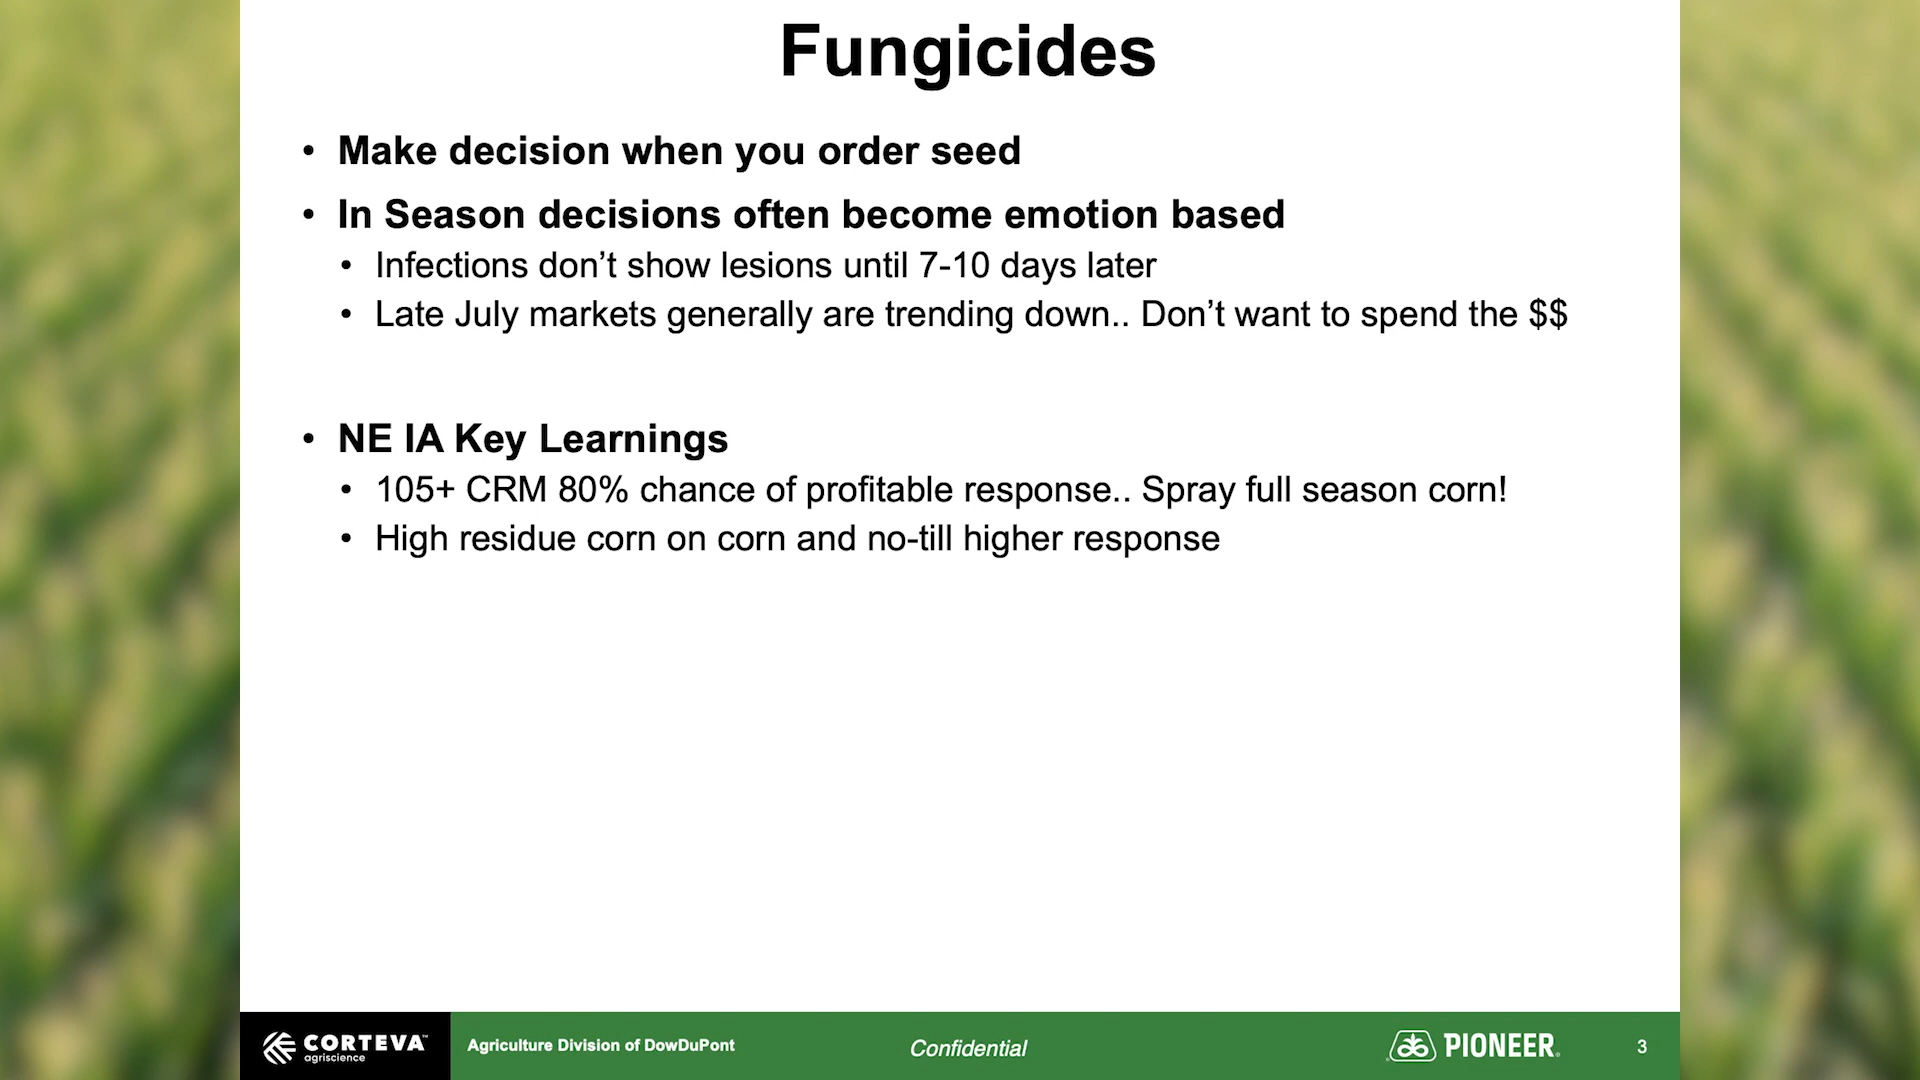 Fungicides
• Make decision when you order seed
• In Season decisions often become emotion based
• Infections don’t show lesions until 7-10 days later
• Late July markets generally are trending down.. Don’t want to spend the $$
• NE IA Key Learnings
• 105+ CRM 80% chance of profitable response.. Spray full season corn!
• High residue corn on corn and no-till higher response
CORTEVA™
agriscience
Agriculture Division of DowDuPont
Confidential
PIONEER®
3